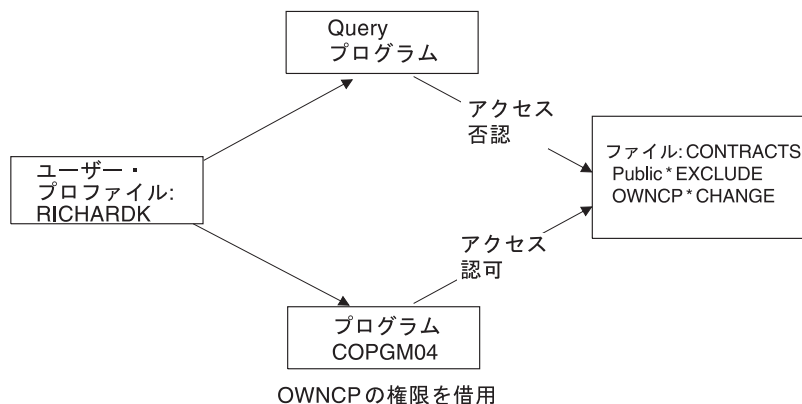 Query
プログラム
アクセス
否認
ユーザー・
プロファイル:
RICHARDK
ファイル: CONTRACTS
Public * EXCLUDE
OWNCP * CHANGE
アクセス
認可
プログラム
COPGM04
OWNCPの権限を借用